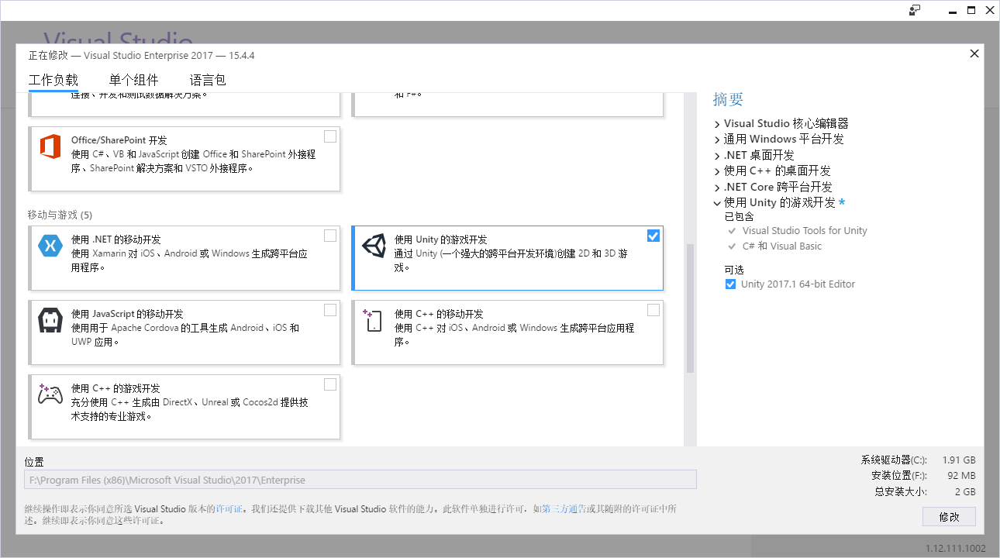 Visual Studio
正在修改 — Visual Studio Enterprise 2017 — 15.4.4
工作负载 单个组件 语言包
连接、开发和测试数据解决方案。
和 F#。
Office/SharePoint 开发
使用 C#、VB 和 JavaScript 创建 Office 和 SharePoint 外接程
序、SharePoint 解决方案和 VSTO 外接程序。
移动与游戏 (5)
使用 .NET 的移动开发
使用 Xamarin 对 iOS、Android 或 Windows 生成跨平台应
用程序。
使用 Unity 的游戏开发
通过 Unity (一个强大的跨平台开发环境)创建 2D 和 3D 游
戏。
使用 JavaScript 的移动开发
使用用于 Apache Cordova 的工具生成 Android、iOS 和
UWP 应用。
使用 C++ 的移动开发
使用 C++ 对 iOS、Android 或 Windows 生成跨平台应用程
序。
使用 C++ 的游戏开发
充分使用 C++ 生成由 DirectX、Unreal 或 Cocos2d 提供技
术支持的专业游戏。
摘要
Visual Studio 核心编辑器
通用 Windows 平台开发
.NET 桌面开发
使用 C++ 的桌面开发
.NET Core 跨平台开发
使用 Unity 的游戏开发 *
已包含
Visual Studio Tools for Unity
C# 和 Visual Basic
可选
Unity 2017.1 64-bit Editor
位置
F:\Program Files (x86)\Microsoft Visual Studio\2017\Enterprise
继续操作即表示你同意所选 Visual Studio 版本的许可证。我们还提供下载其他 Visual Studio 软件的能力。此软件单独进行许可，如第三方通告或其随附的许可证中所
述。继续即表示你同意这些许可证。
系统驱动器(C:): 1.91 GB
安装位置(F:): 92 MB
总安装大小: 2 GB
修改
1.12.111.1002